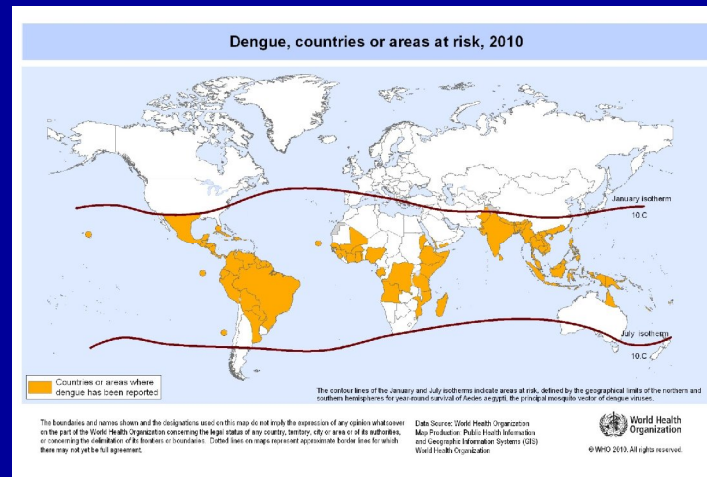 Dengue, countries or areas at risk, 2010
January isotherm
10.C
July isotherm
10.C
Countries or areas where
dengue has been reported
The contour lines of the January and July isotherms indicate areas at risk, defined by the geographical limits of the northern and
southern hemispheres for year-round survival of Aedes aegypti, the principal mosquito vector of dengue viruses.
The boundaries and names shown and the designations used on this map do not imply the expression of any opinion whatsoever
on the part of the World Health Organization concerning the legal status of any country, territory, city or area or of its authorities,
or concerning the delimitation of its frontiers or boundaries. Dotted lines on maps represent approximate border lines for which
there may not yet be full agreement.
Data Source: World Health Organization
Map Production: Public Health Information
and Geographic Information Systems (GIS)
World Health Organization
World Health
Organization
© WHO 2010. All rights reserved.